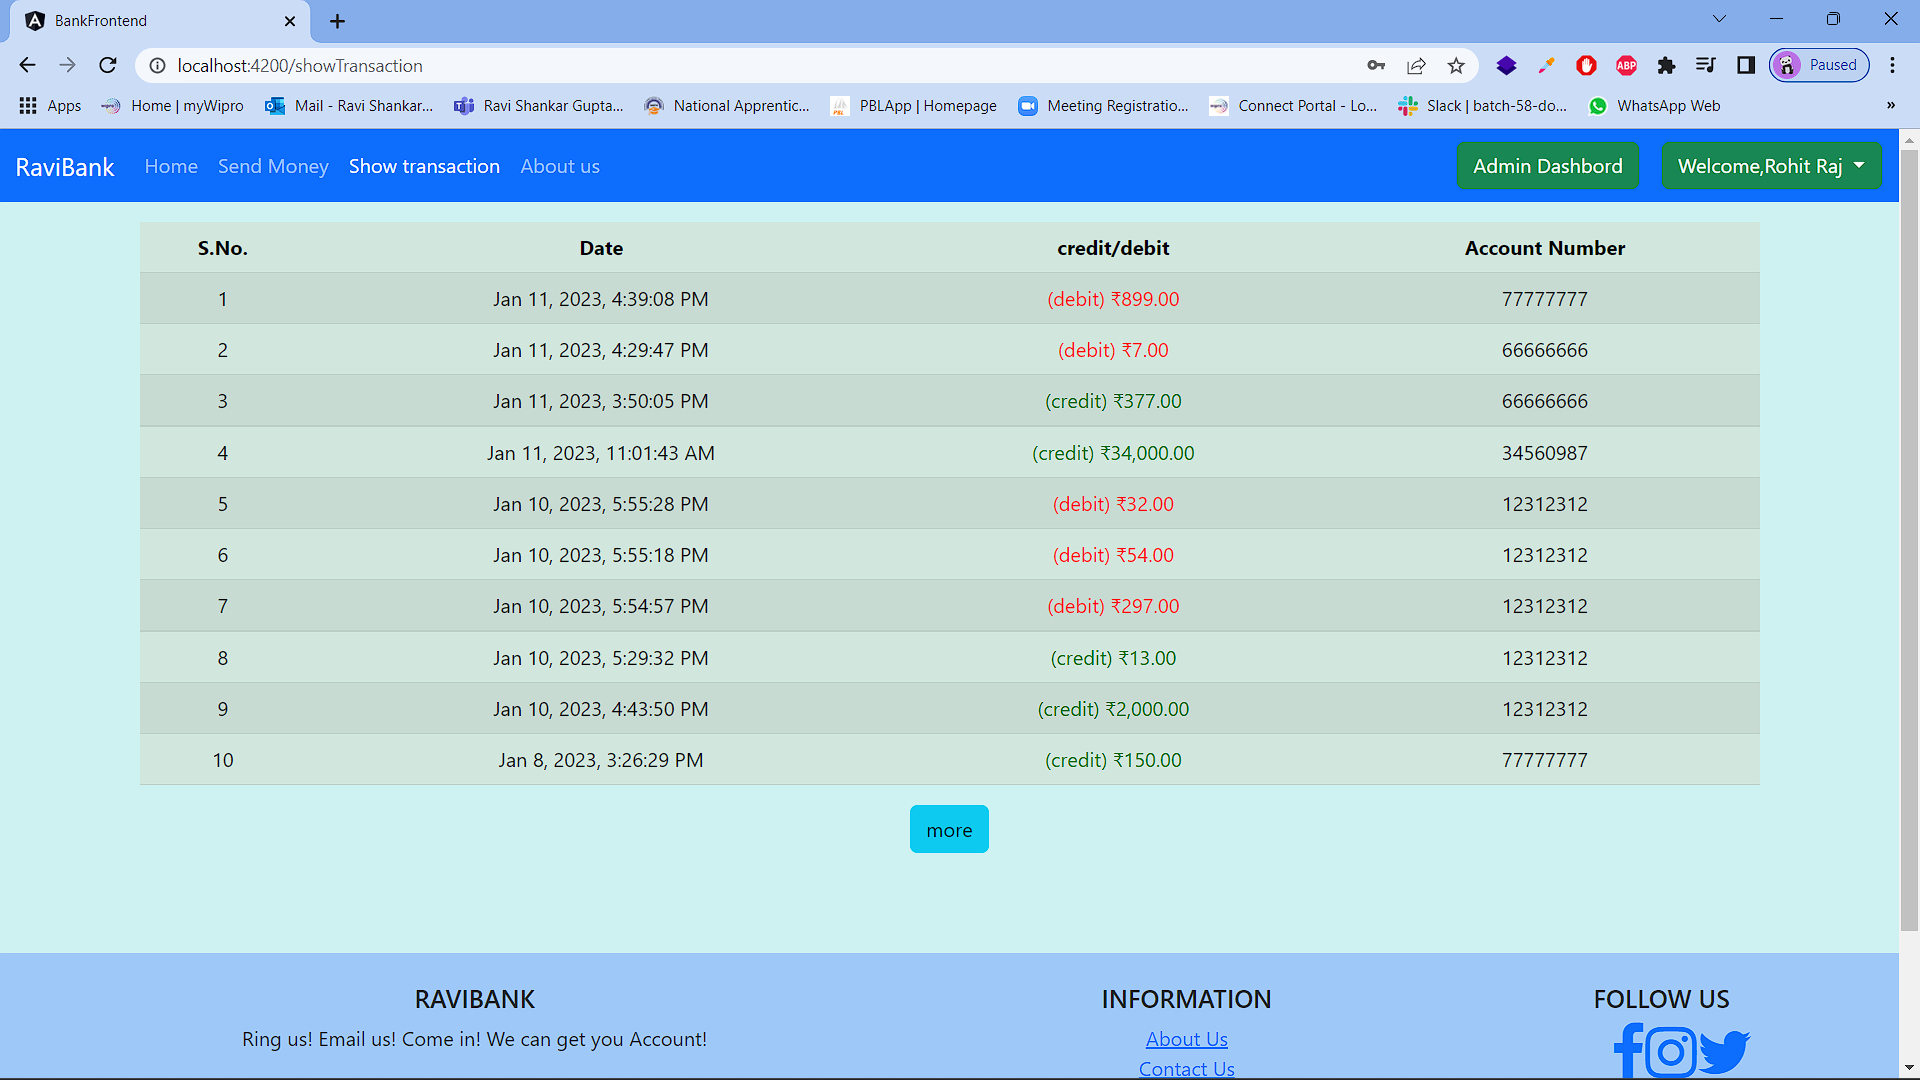 BankFrontend
localhost:4200/showTransaction
ABP
Paused
Apps Home | myWipro Mail - Ravi Shankar... Ravi Shankar Gupta... National Apprentic... PBLApp | Homepage Meeting Registratio... Connect Portal - Lo... Slack | batch-58-do... WhatsApp Web »
RaviBank Home Send Money Show transaction About us Admin Dashbord Welcome,Rohit Raj
S.No. Date credit/debit Account Number
1 Jan 11, 2023, 4:39:08 PM (debit) ₹899.00 77777777
2 Jan 11, 2023, 4:29:47 PM (debit) ₹7.00 66666666
3 Jan 11, 2023, 3:50:05 PM (credit) ₹377.00 66666666
4 Jan 11, 2023, 11:01:43 AM (credit) ₹34,000.00 34560987
5 Jan 10, 2023, 5:55:28 PM (debit) ₹32.00 12312312
6 Jan 10, 2023, 5:55:18 PM (debit) ₹54.00 12312312
7 Jan 10, 2023, 5:54:57 PM (debit) ₹297.00 12312312
8 Jan 10, 2023, 5:29:32 PM (credit) ₹13.00 12312312
9 Jan 10, 2023, 4:43:50 PM (credit) ₹2,000.00 12312312
10 Jan 8, 2023, 3:26:29 PM (credit) ₹150.00 77777777
more
RAVIBANK INFORMATION FOLLOW US
Ring us! Email us! Come in! We can get you Account! About Us
Contact Us